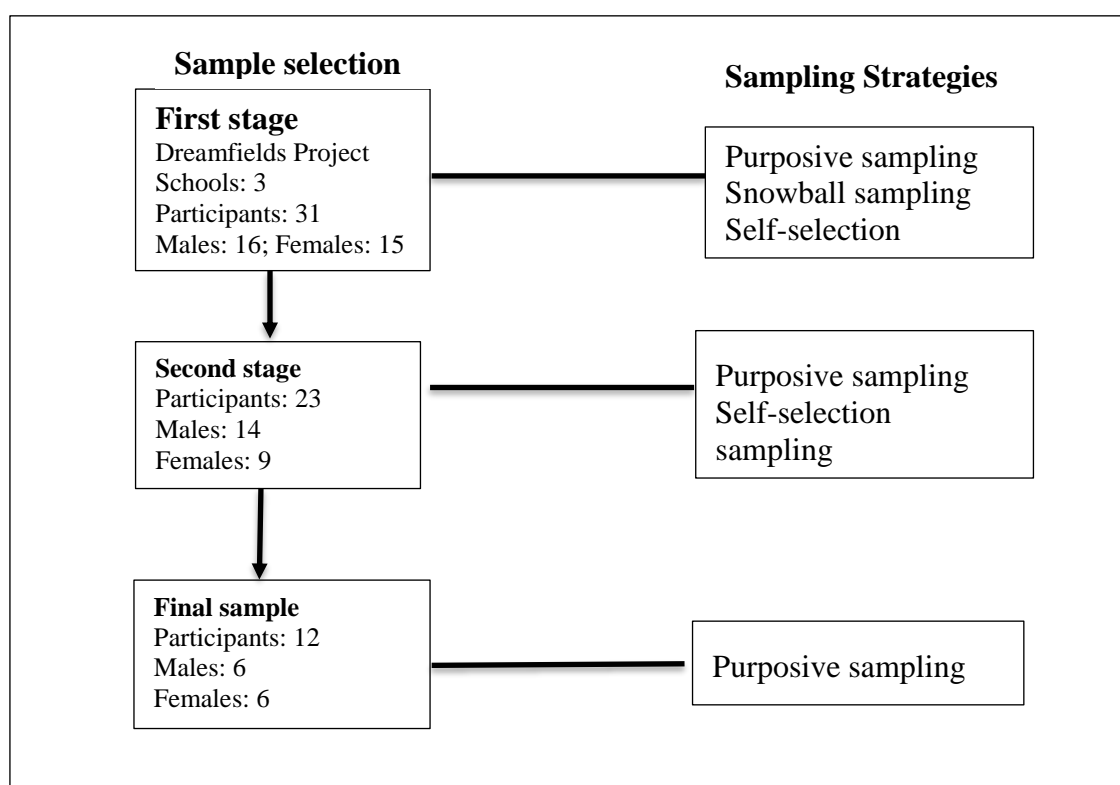 Sample selection
Sampling Strategies
First stage
Dreamfields Project
Schools: 3
Participants: 31
Males: 16; Females: 15
Purposive sampling
Snowball sampling
Self-selection
Second stage
Participants: 23
Males: 14
Females: 9
Purposive sampling
Self-selection
sampling
Final sample
Participants: 12
Males: 6
Females: 6
Purposive sampling